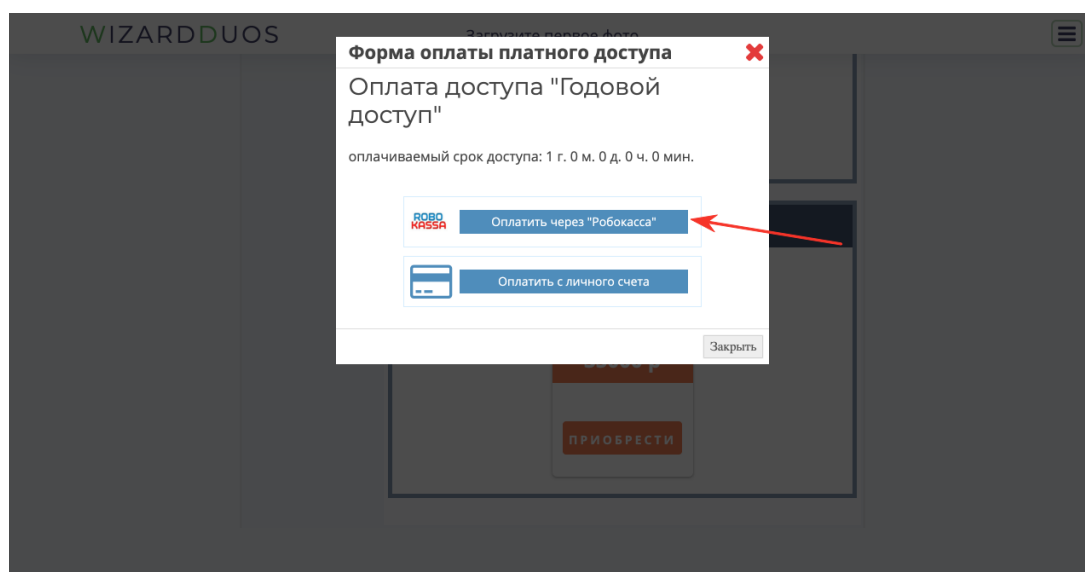 WIZARDDUOS
Загрузите первое фото
Форма оплаты платного доступа
Оплата доступа "Годовой
доступ"
оплачиваемый срок доступа: 1 г. 0 м. 0 д. 0 ч. 0 мин.
ROBO
KASSA
Оплатить через "Робокасса"
Оплатить с личного счета
Закрыть
ПРИОБРЕСТИ